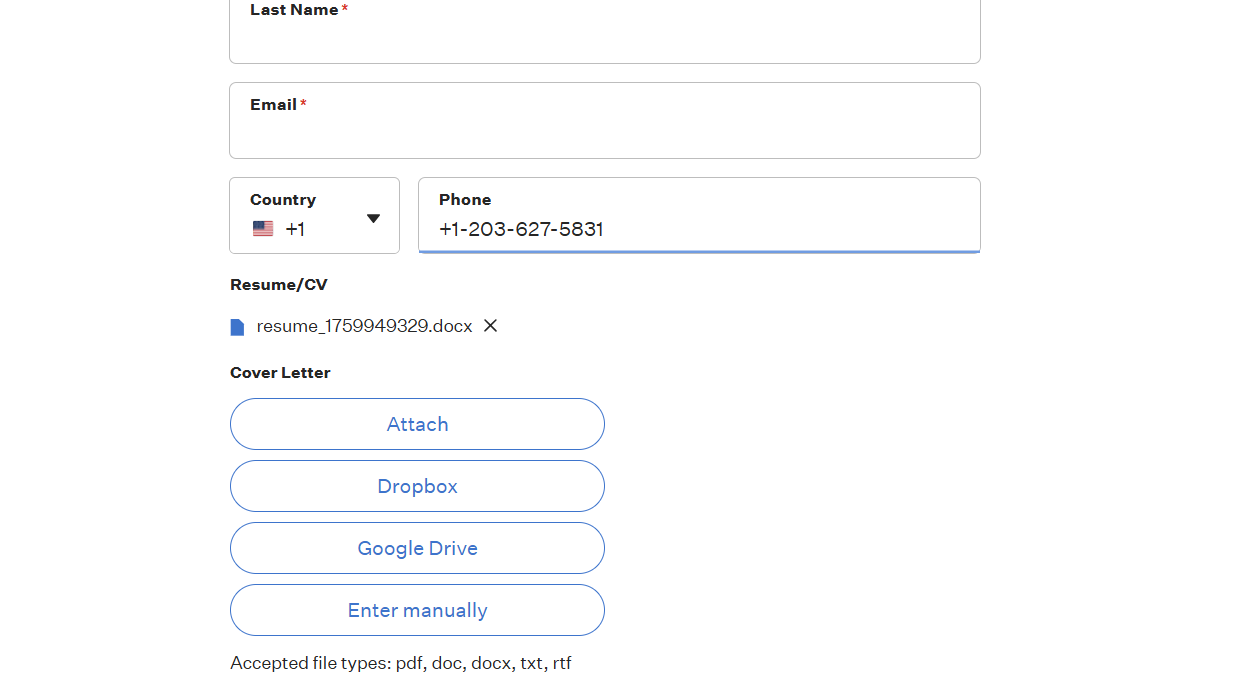 Last Name *
Email *
Country
+1
Phone
+1-203-627-5831
Resume/CV
resume_1759949329.docx
Cover Letter
Attach
Dropbox
Google Drive
Enter manually
Accepted file types: pdf, doc, docx, txt, rtf